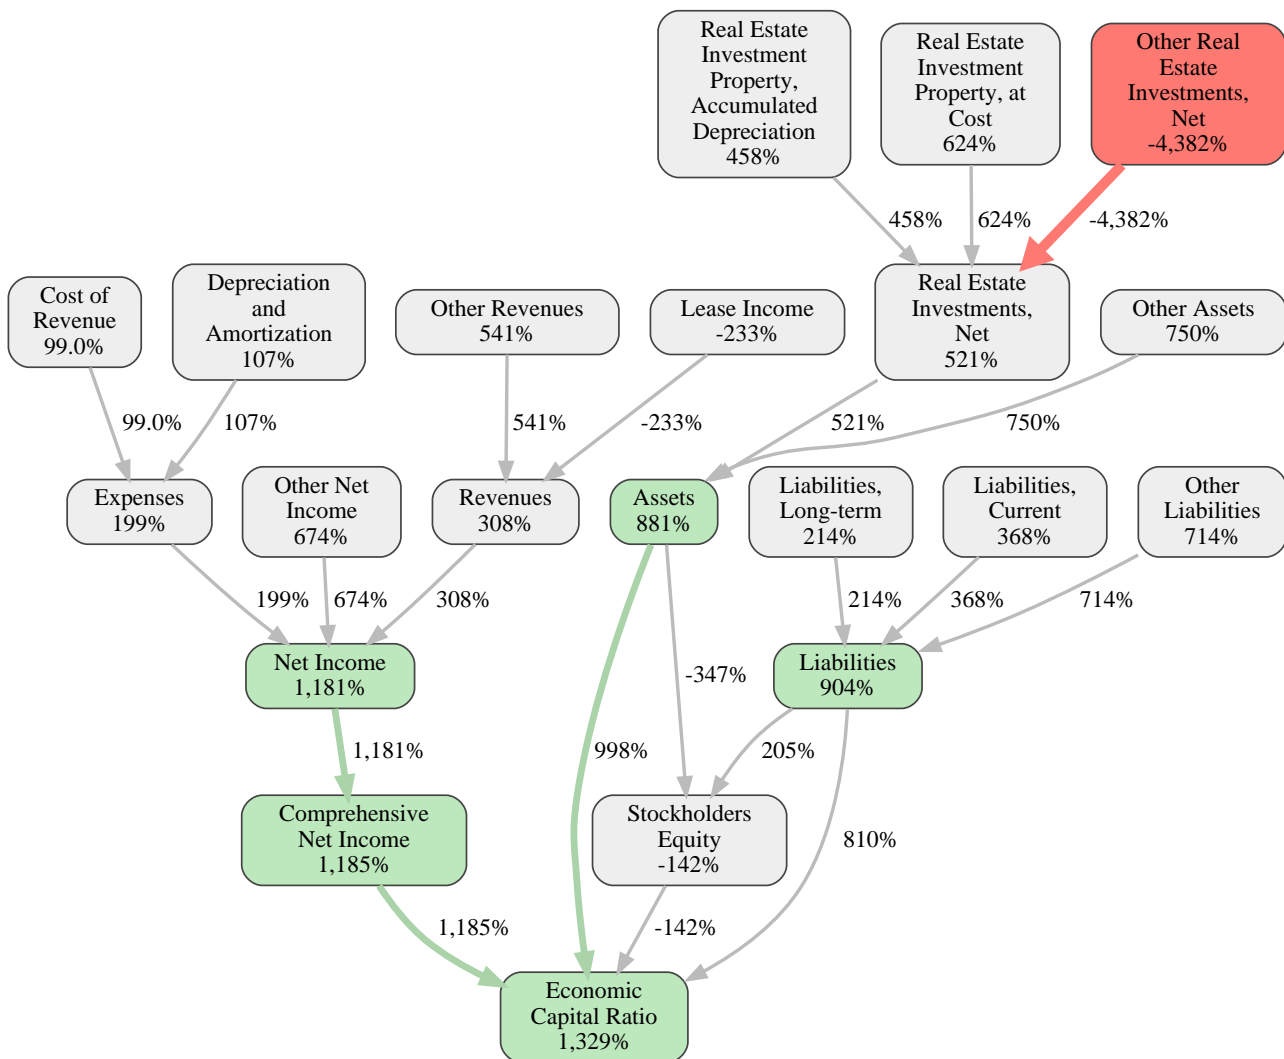 Real Estate
Investment
Property,
Accumulated
Depreciation
458%
Real Estate
Investment
Property, at
Cost
624%
Other Real
Estate
Investments,
Net
-4,382%
458%
624%
-4,382%
Cost of
Revenue
99.0%
Depreciation
and
Amortization
107%
Other Revenues
541%
Lease Income
-233%
Real Estate
Investments,
Net
521%
Other Assets
750%
99.0%
107%
541%
-233%
521%
750%
Expenses
199%
Other Net
Income
674%
Revenues
308%
Assets
881%
Liabilities,
Long-term
214%
Liabilities,
Current
368%
Other
Liabilities
714%
199%
674%
308%
214%
368%
714%
Net Income
1,181%
-347%
Liabilities
904%
1,181%
998%
205%
810%
Comprehensive
Net Income
1,185%
Stockholders
Equity
-142%
1,185%
-142%
Economic
Capital Ratio
1,329%